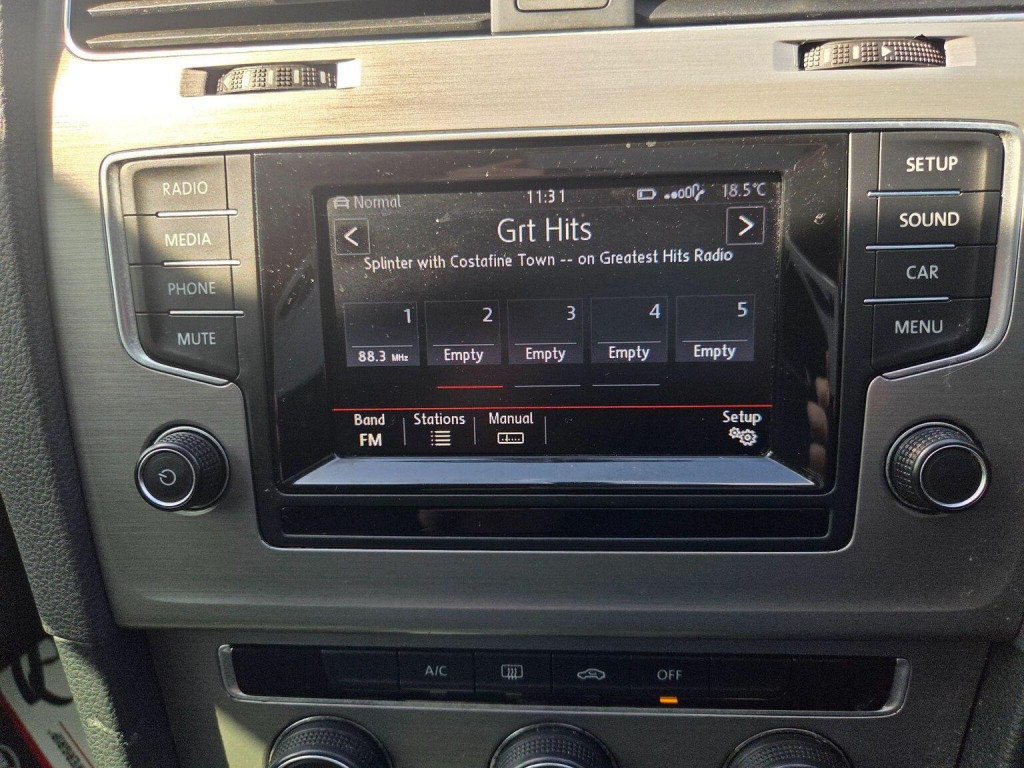 RADIO
MEDIA
PHONE
MUTE
Normal
11:31
18.5°C
<
Grt Hits
>
Splinter with Costafine Town -- on Greatest Hits Radio
1 2 3 4 5
88.3 MHz Empty Empty Empty Empty
Band Stations Manual Setup
FM
SETUP
SOUND
CAR
MENU
A/C
OFF